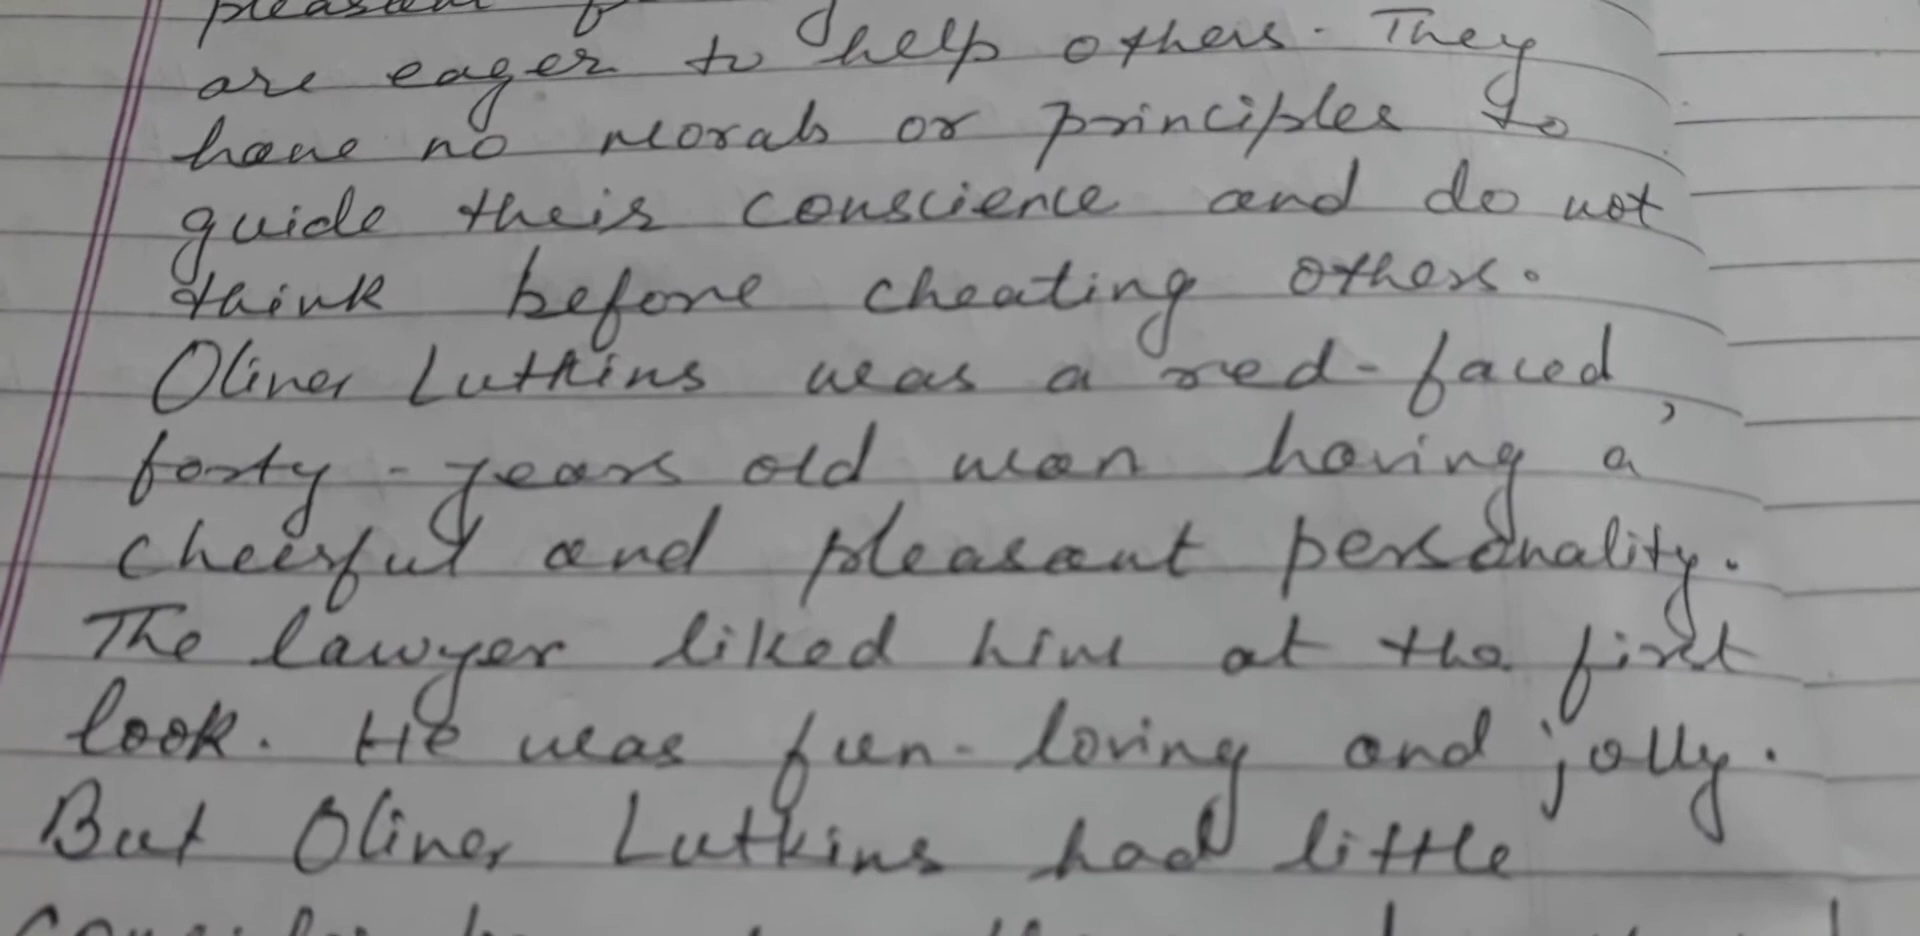 pleasant
are eager to help others. They
have no morals or principles to
guide their conscience and do not
think before cheating others.
Oliver Lutkins was a red-faced,
forty-years old man having a
cheerful and pleasant personality.
The lawyer liked him at the first
look. He was fun-loving and jolly.
But Oliver Lutkins had little